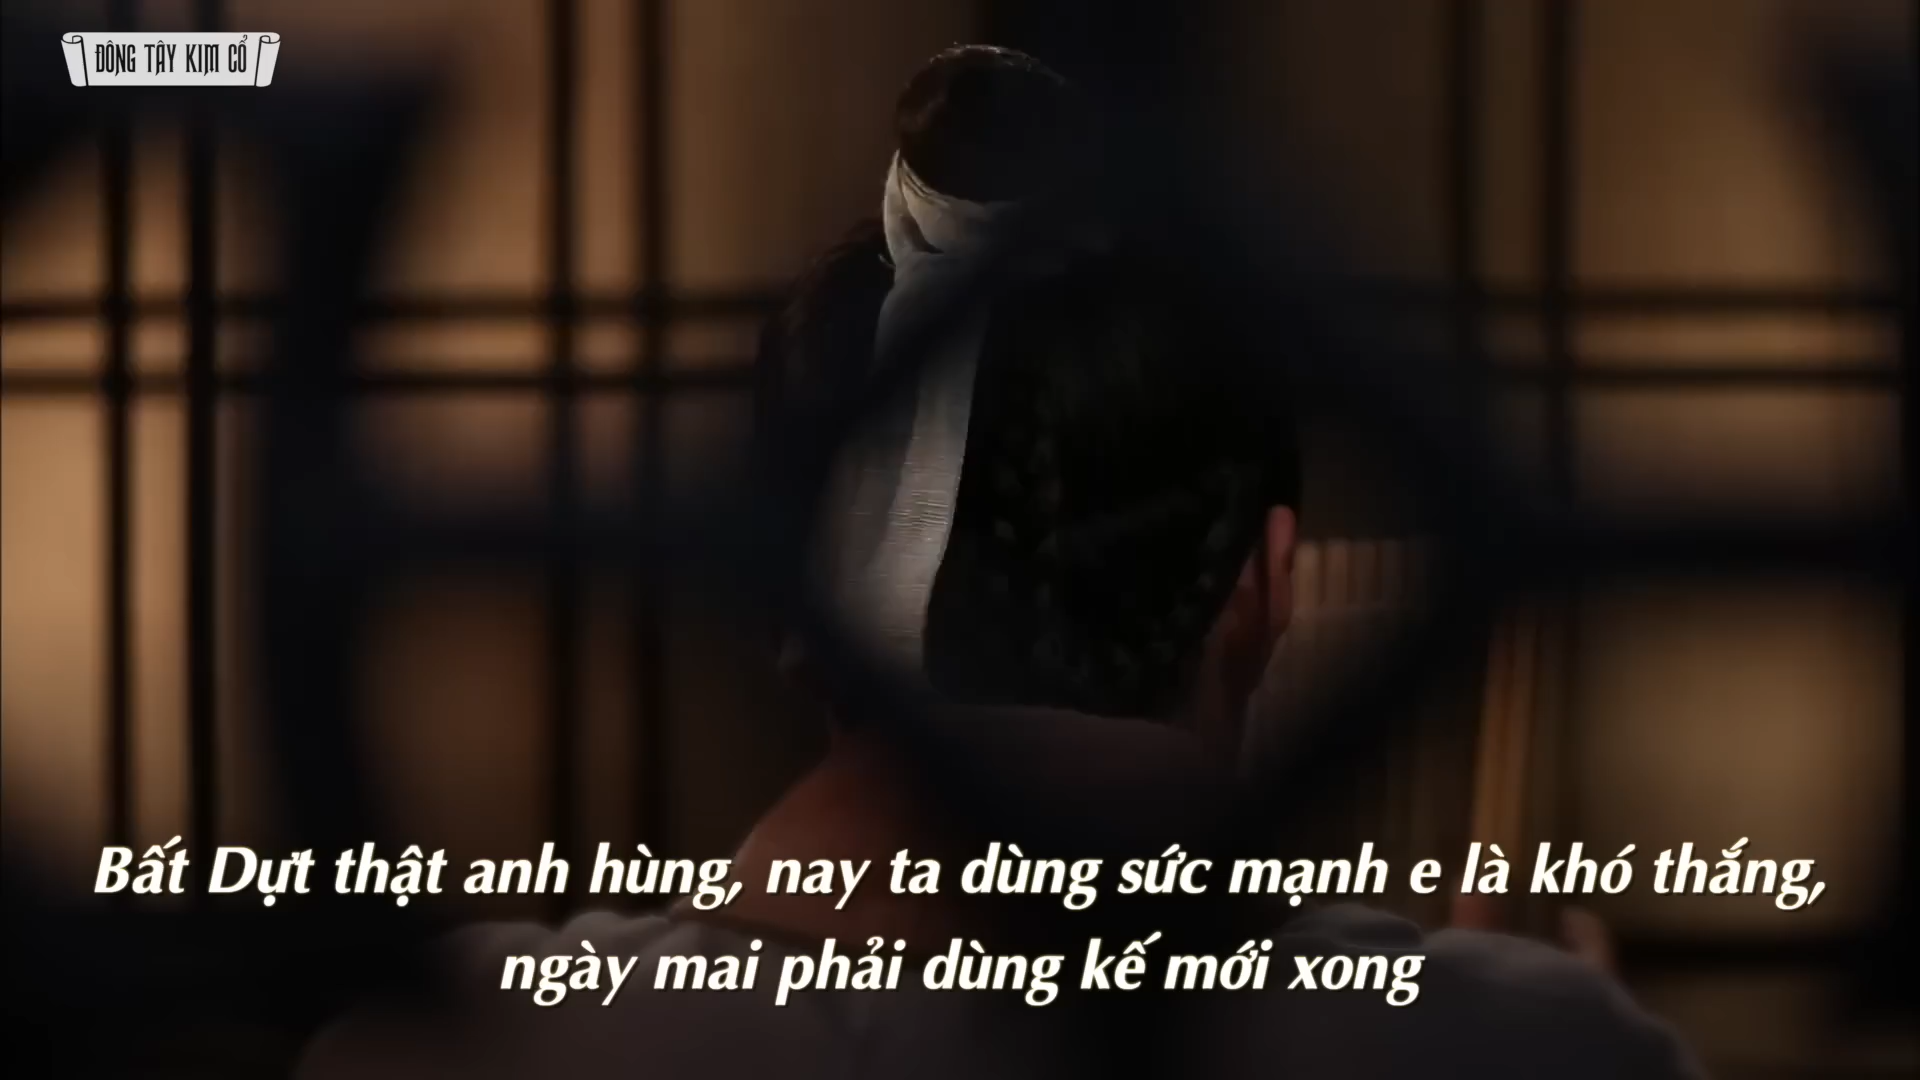 ĐÔNG TÂY KIM CỔ
Bất Dựt thật anh hùng, nay ta dùng sức mạnh e là khó thắng,
ngày mai phải dùng kế mới xong